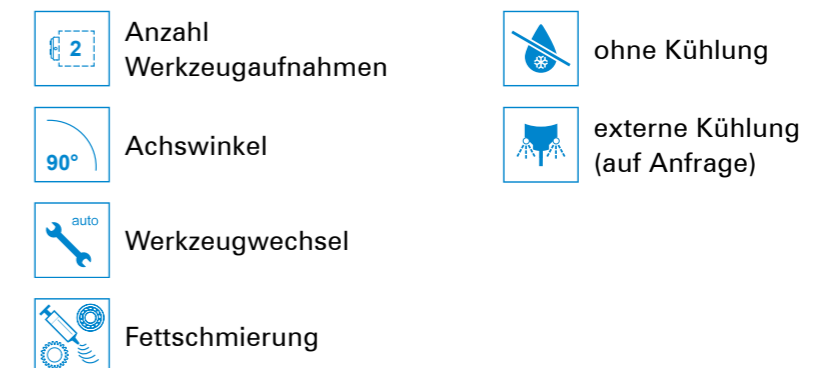 2
Anzahl
Werkzeugaufnahmen
90°
Achswinkel
auto
Werkzeugwechsel
Fettschmierung
ohne Kühlung
externe Kühlung
(auf Anfrage)